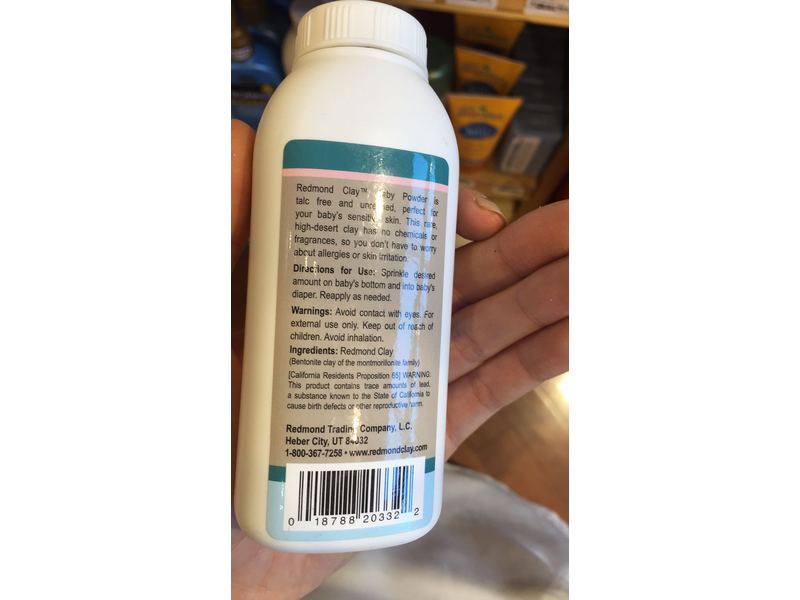 Redmond Clay™ Baby Powder is
talc free and unscented, perfect for
your baby's sensitive skin. This rare,
high-desert clay has no chemicals or
fragrances, so you don't have to worry
about allergies or skin irritation.
Directions for Use: Sprinkle desired
amount on baby's bottom and into baby's
diaper. Reapply as needed.
Warnings: Avoid contact with eyes. For
external use only. Keep out of reach of
children. Avoid inhalation.
Ingredients: Redmond Clay
(Bentonite clay of the montmorillonite family)
[California Residents Proposition 65] WARNING:
This product contains trace amounts of lead,
a substance known to the State of California to
cause birth defects or other reproductive harm.
Redmond Trading Company, L.C.
Heber City, UT 84032
1-800-367-7258 • www.redmondclay.com
0 18788 20332 2